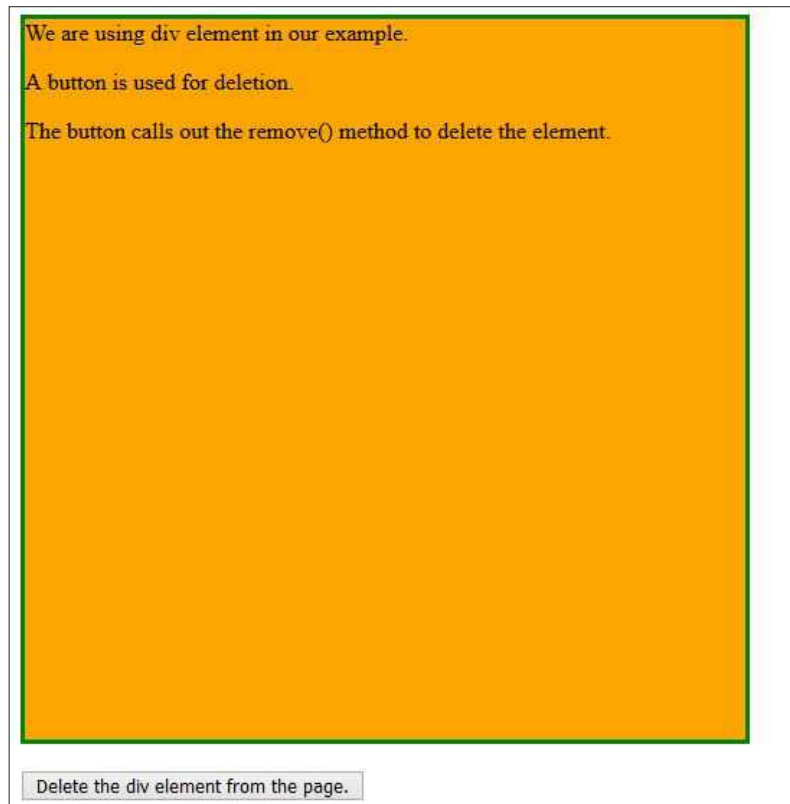 We are using div element in our example.
A button is used for deletion.
The button calls out the remove() method to delete the element.
Delete the div element from the page.